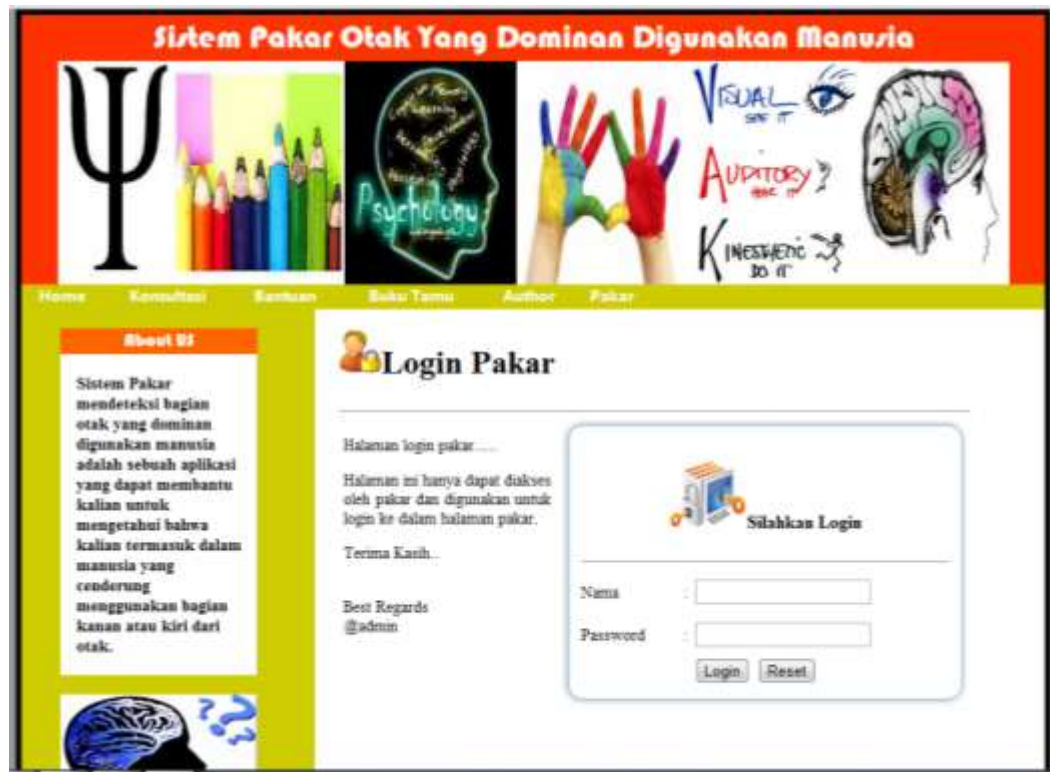 Sistem Pakar Otak Yang Dominan Digunakan Manusia
Psychology
VISUAL
SEE IT
AUDITORY
HEAR IT
KINESTHETIC
DO IT
Home Konsultasi Bantuan Buku Tamu Author Pakar
About US
Sistem Pakar
mendeteksi bagian
otak yang dominan
digunakan manusia
adalah sebuah aplikasi
yang dapat membantu
kalian untuk
mengetahui bahwa
kalian termasuk dalam
manusia yang
cenderung
menggunakan bagian
kanan atau kiri dari
otak.
Login Pakar
Halaman login pakar......
Halaman ini hanya dapat diakses
oleh pakar dan digunakan untuk
login ke dalam halaman pakar.
Terima Kasih..
Best Regards
@admin
Silahkan Login
Nama :
Password :
Login Reset